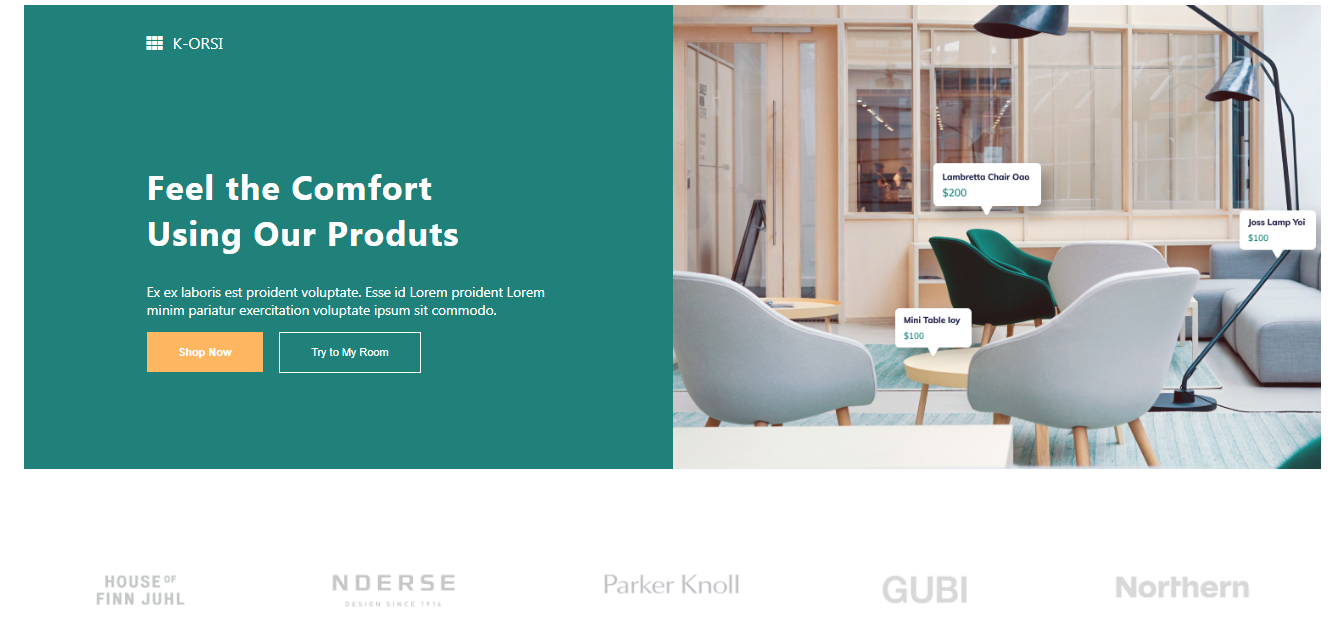 K-ORSI
Feel the Comfort
Using Our Produts
Ex ex laboris est proident voluptate. Esse id Lorem proident Lorem
minim pariatur exercitation voluptate ipsum sit commodo.
Shop Now
Try to My Room
Lambretta Chair Oao
$200
Joss Lamp Yoi
$100
Mini Table Ioy
$100
HOUSE OF
FINN JUHL
NDERSE
DESIGN SINCE 1916
Parker Knoll
GUBI
Northern